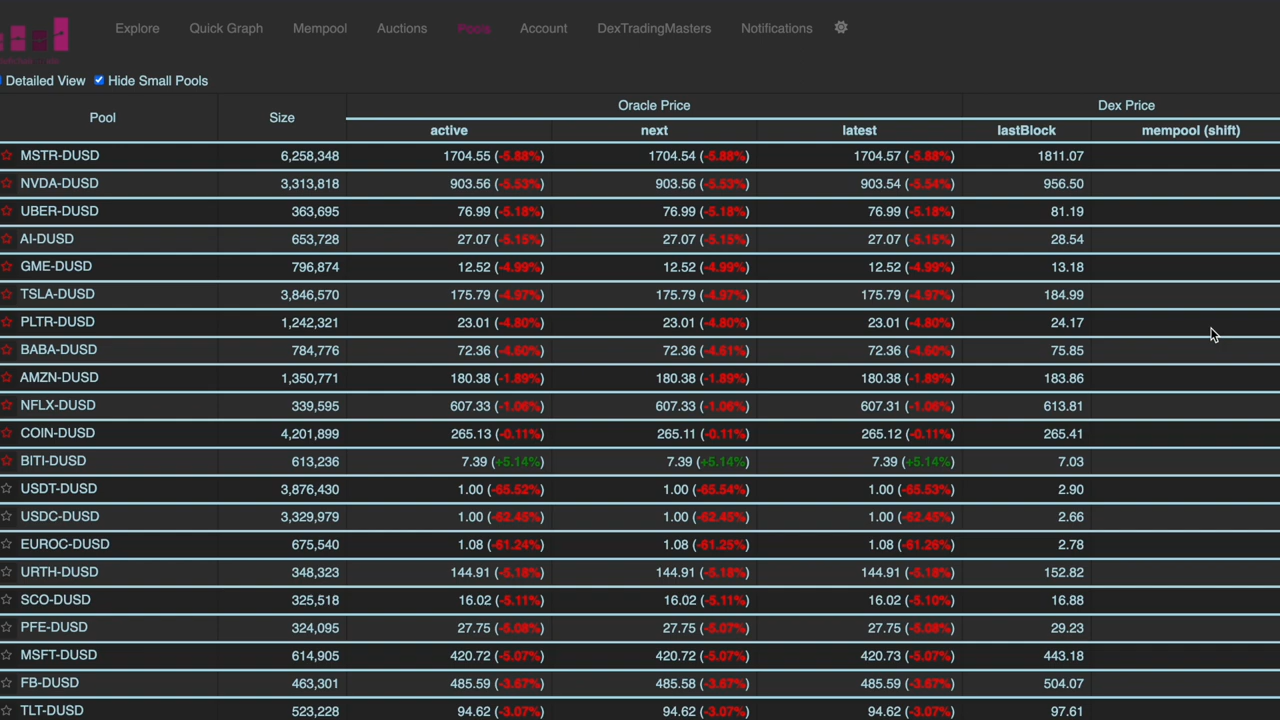 Explore Quick Graph Mempool Auctions Pools Account DexTradingMasters Notifications
Detailed View Hide Small Pools
Pool Size Oracle Price Dex Price
active next latest lastBlock mempool (shift)
MSTR-DUSD 6,258,348 1704.55 (-5.88%) 1704.54 (-5.88%) 1704.57 (-5.88%) 1811.07
NVDA-DUSD 3,313,818 903.56 (-5.53%) 903.56 (-5.53%) 903.54 (-5.54%) 956.50
UBER-DUSD 363,695 76.99 (-5.18%) 76.99 (-5.18%) 76.99 (-5.18%) 81.19
AI-DUSD 653,728 27.07 (-5.15%) 27.07 (-5.15%) 27.07 (-5.15%) 28.54
GME-DUSD 796,874 12.52 (-4.99%) 12.52 (-4.99%) 12.52 (-4.99%) 13.18
TSLA-DUSD 3,846,570 175.79 (-4.97%) 175.79 (-4.97%) 175.79 (-4.97%) 184.99
PLTR-DUSD 1,242,321 23.01 (-4.80%) 23.01 (-4.80%) 23.01 (-4.80%) 24.17
BABA-DUSD 784,776 72.36 (-4.60%) 72.36 (-4.61%) 72.36 (-4.60%) 75.85
AMZN-DUSD 1,350,771 180.38 (-1.89%) 180.38 (-1.89%) 180.38 (-1.89%) 183.86
NFLX-DUSD 339,595 607.33 (-1.06%) 607.33 (-1.06%) 607.31 (-1.06%) 613.81
COIN-DUSD 4,201,899 265.13 (-0.11%) 265.11 (-0.11%) 265.12 (-0.11%) 265.41
BITI-DUSD 613,236 7.39 (+5.14%) 7.39 (+5.14%) 7.39 (+5.14%) 7.03
USDT-DUSD 3,876,430 1.00 (-65.52%) 1.00 (-65.54%) 1.00 (-65.53%) 2.90
USDC-DUSD 3,329,979 1.00 (-62.45%) 1.00 (-62.45%) 1.00 (-62.45%) 2.66
EUROC-DUSD 675,540 1.08 (-61.24%) 1.08 (-61.25%) 1.08 (-61.26%) 2.78
URTH-DUSD 348,323 144.91 (-5.18%) 144.91 (-5.18%) 144.91 (-5.18%) 152.82
SCO-DUSD 325,518 16.02 (-5.11%) 16.02 (-5.11%) 16.02 (-5.10%) 16.88
PFE-DUSD 324,095 27.75 (-5.08%) 27.75 (-5.07%) 27.75 (-5.08%) 29.23
MSFT-DUSD 614,905 420.72 (-5.07%) 420.72 (-5.07%) 420.73 (-5.07%) 443.18
FB-DUSD 463,301 485.59 (-3.67%) 485.58 (-3.67%) 485.59 (-3.67%) 504.07
TLT-DUSD 523,228 94.62 (-3.07%) 94.62 (-3.07%) 94.62 (-3.07%) 97.61